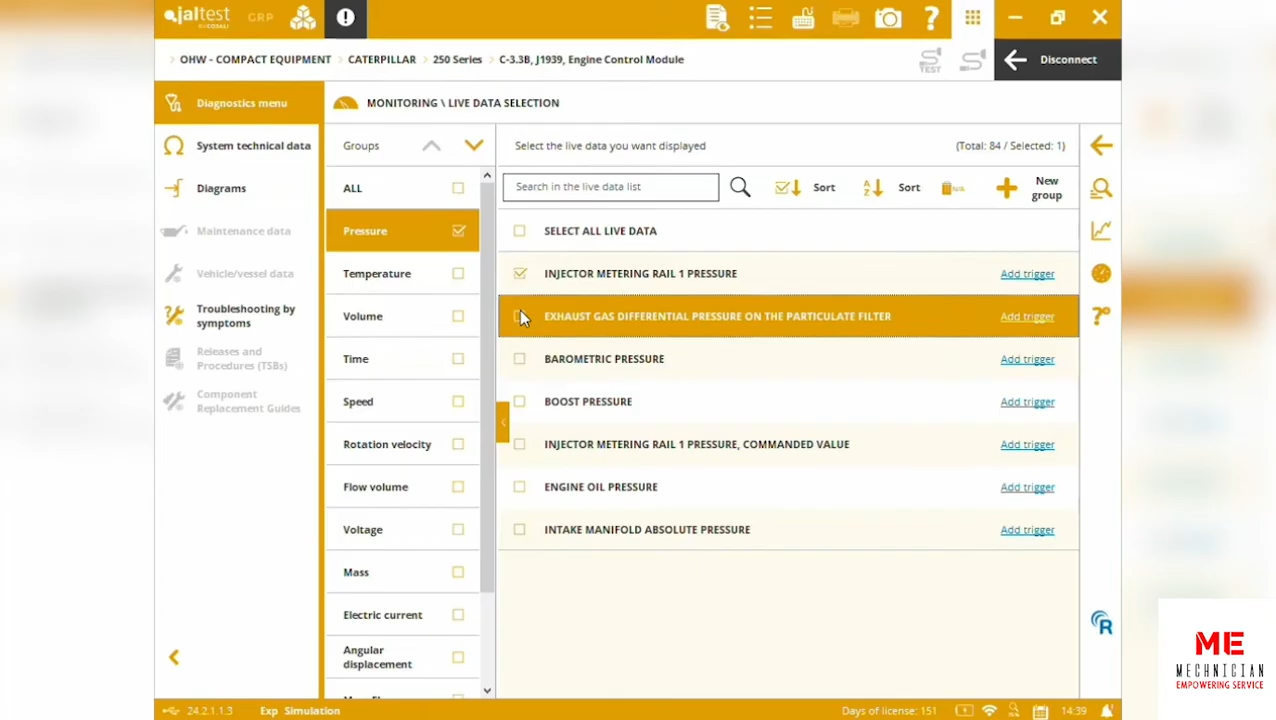 jaltest
BY COJALI
GRP
OHW - COMPACT EQUIPMENT
CATERPILLAR
250 Series
C-3.3B, J1939, Engine Control Module
TEST
Disconnect
Diagnostics menu
MONITORING \ LIVE DATA SELECTION
System technical data
Groups
Select the live data you want displayed
(Total: 84 / Selected: 1)
Diagrams
ALL
Search in the live data list
Sort
A
Z
Sort
N/A
New
group
Maintenance data
Pressure
SELECT ALL LIVE DATA
Vehicle/vessel data
Temperature
INJECTOR METERING RAIL 1 PRESSURE
Add trigger
Troubleshooting by
symptoms
Volume
EXHAUST GAS DIFFERENTIAL PRESSURE ON THE PARTICULATE FILTER
Add trigger
Releases and
Procedures (TSBs)
Time
BAROMETRIC PRESSURE
Add trigger
Component
Replacement Guides
Speed
BOOST PRESSURE
Add trigger
Rotation velocity
INJECTOR METERING RAIL 1 PRESSURE, COMMANDED VALUE
Add trigger
Flow volume
ENGINE OIL PRESSURE
Add trigger
Voltage
INTAKE MANIFOLD ABSOLUTE PRESSURE
Add trigger
Mass
Electric current
Angular
displacement
R
ME
MECHNICIAN
EMPOWERING SERVICE
24.2.1.1.3
Exp Simulation
Days of license: 151
14:39